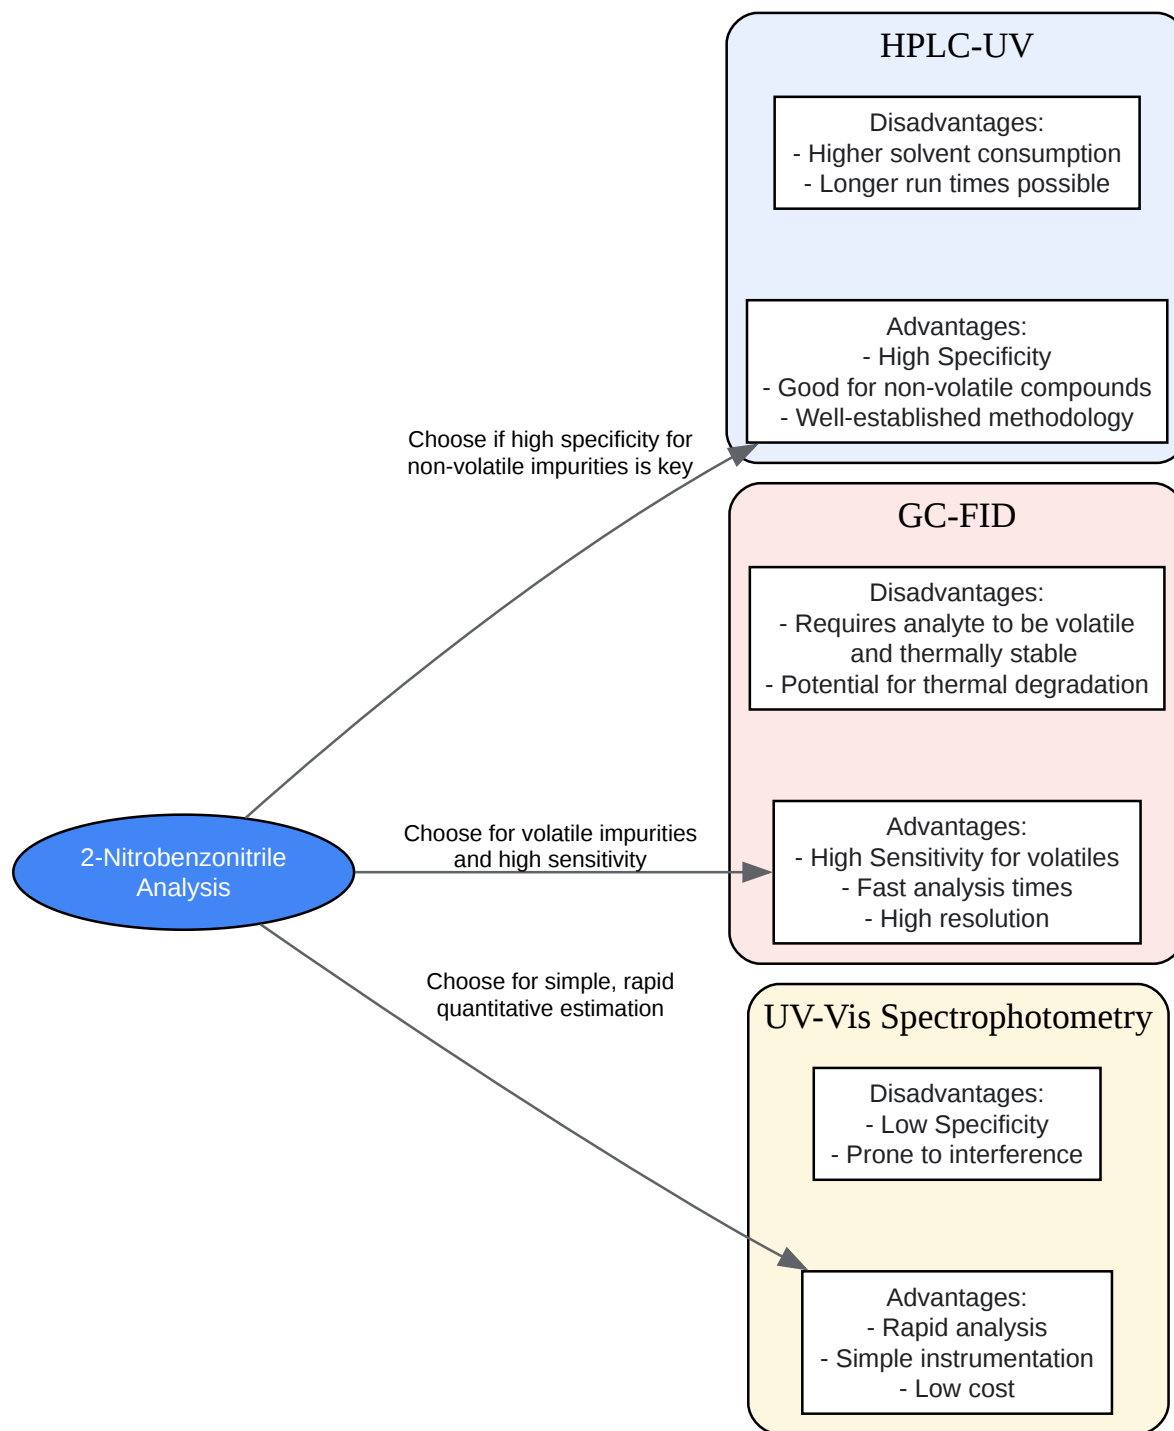 HPLC-UV
Disadvantages:
- Higher solvent consumption
- Longer run times possible
Advantages:
- High Specificity
- Good for non-volatile compounds
- Well-established methodology
Choose if high specificity for
non-volatile impurities is key
GC-FID
Disadvantages:
- Requires analyte to be volatile
and thermally stable
- Potential for thermal degradation
2-Nitrobenzonitrile
Analysis
Choose for volatile impurities
and high sensitivity
Advantages:
- High Sensitivity for volatiles
- Fast analysis times
- High resolution
Choose for simple, rapid
quantitative estimation
UV-Vis Spectrophotometry
Disadvantages:
- Low Specificity
- Prone to interference
Advantages:
- Rapid analysis
- Simple instrumentation
- Low cost